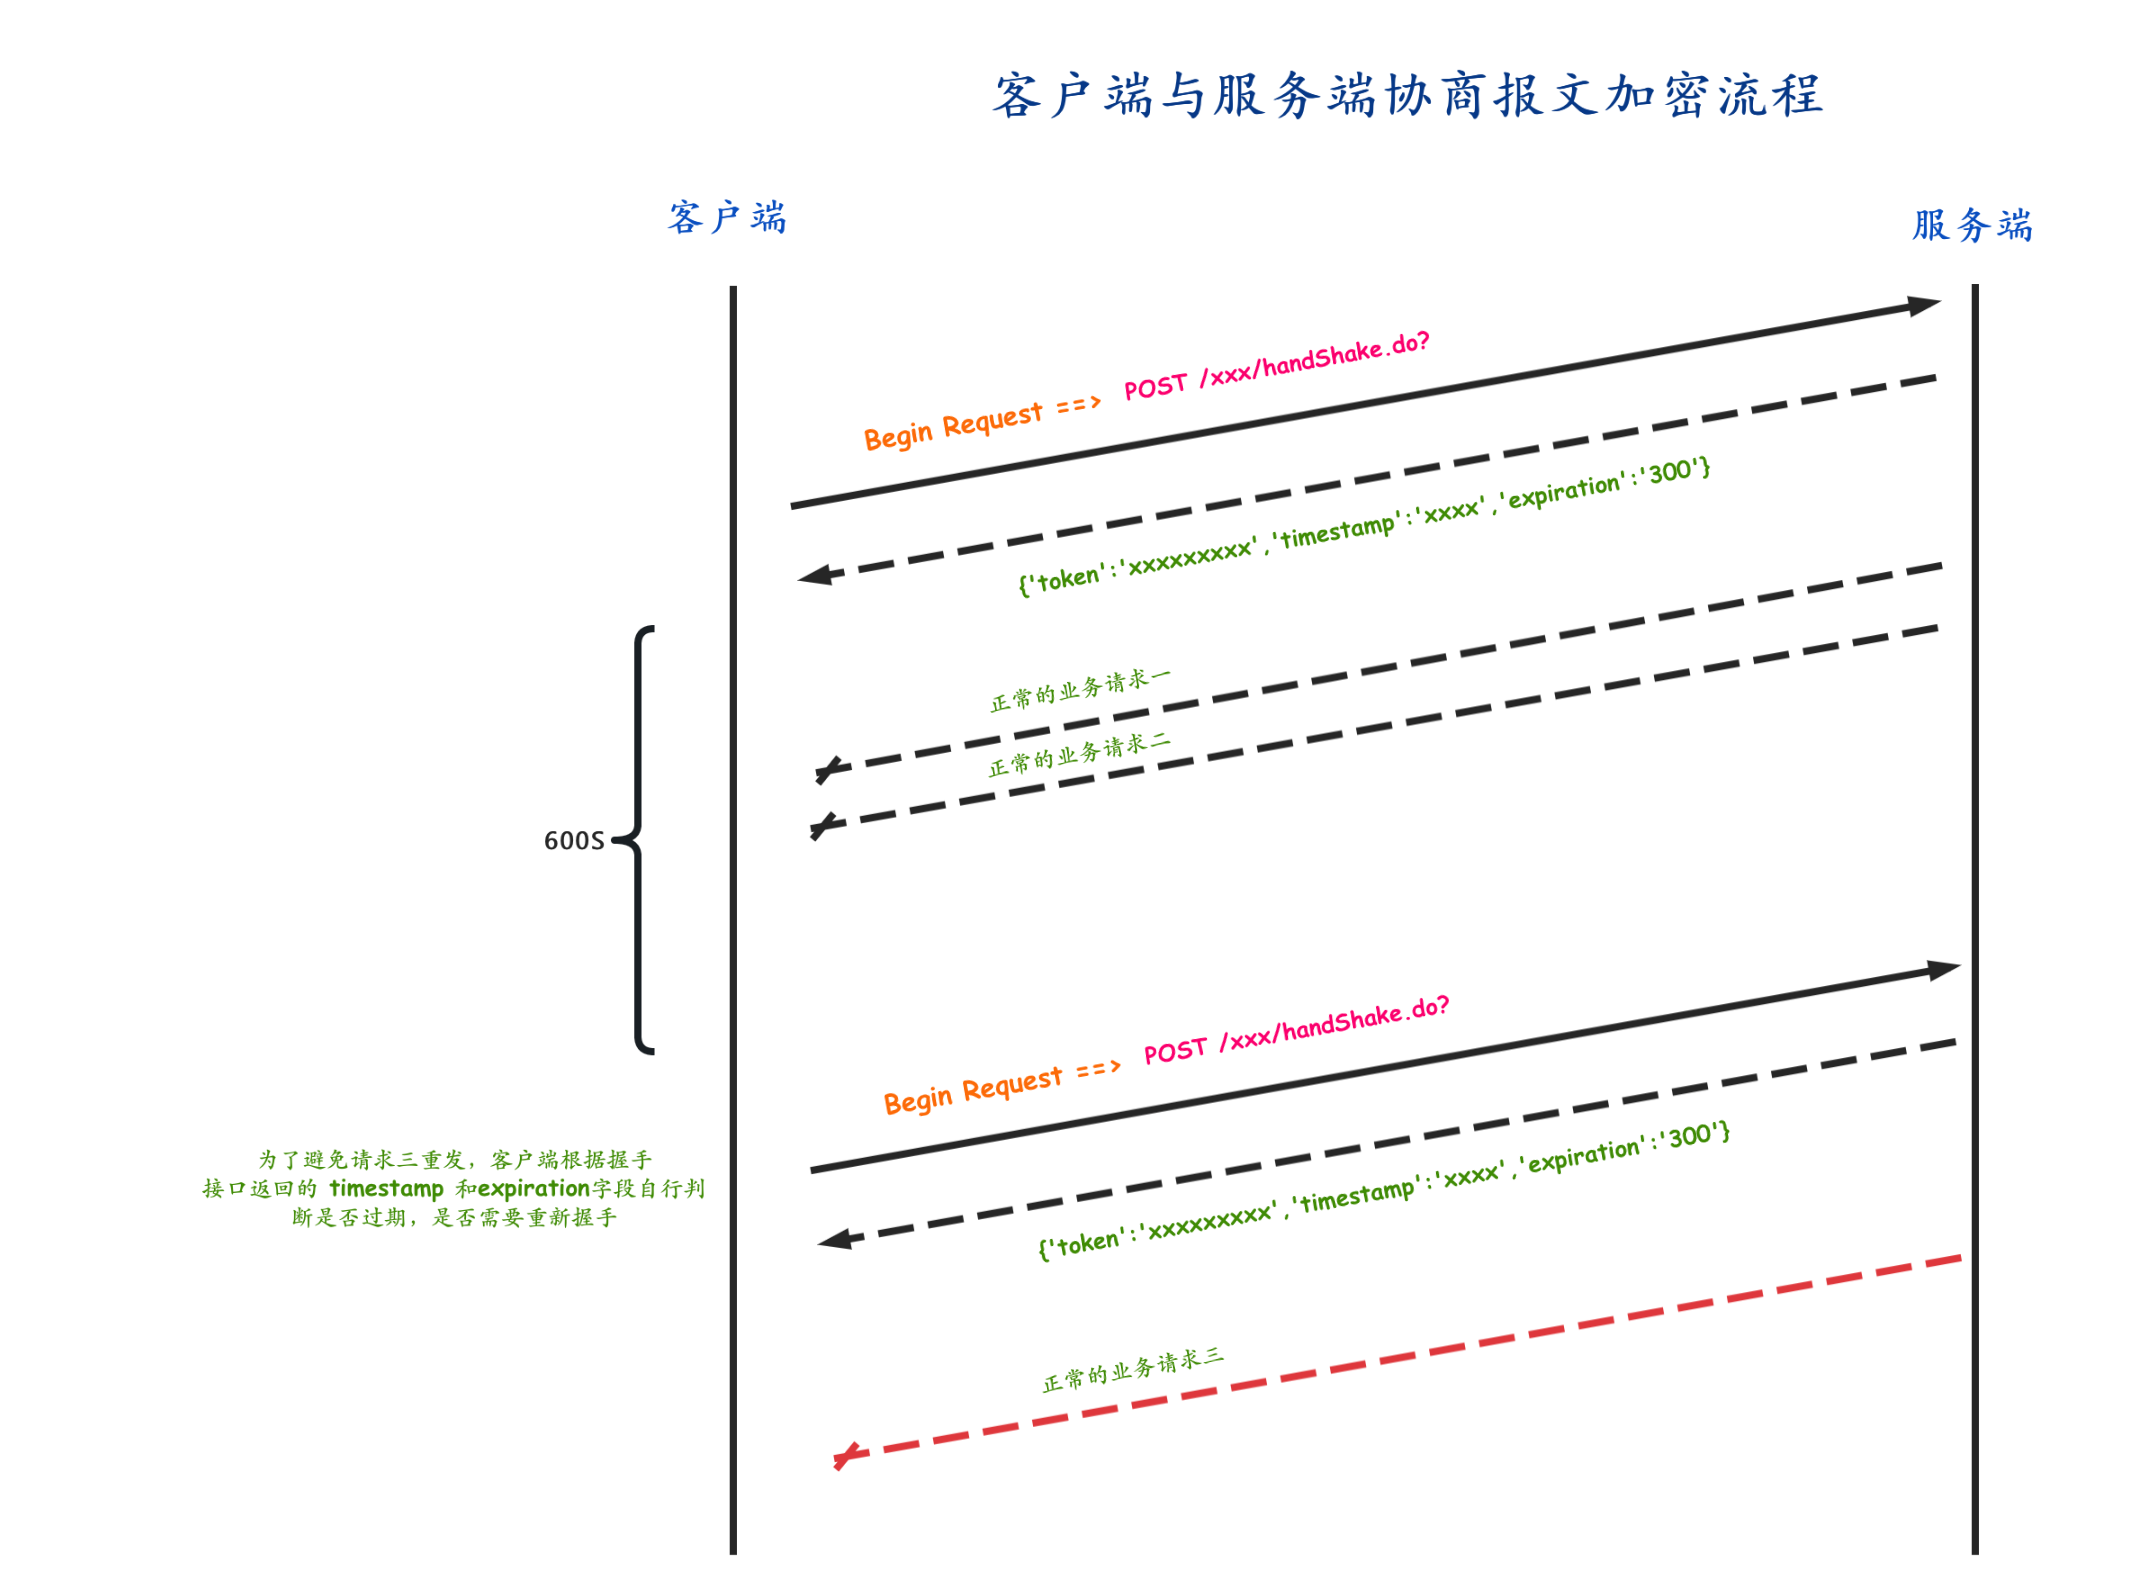 客户端与服务端协商报文加密流程
客户端
服务端
Begin Request ==> POST /xxx/handShake.do?
{'token':'xxxxxxxxx','timestamp':'xxxx','expiration':'300'}
正常的业务请求一
正常的业务请求二
600S
Begin Request ==> POST /xxx/handShake.do?
{'token':'xxxxxxxxx','timestamp':'xxxx','expiration':'300'}
为了避免请求三重发，客户端根据握手
接口返回的 timestamp 和expiration字段自行判
断是否过期，是否需要重新握手
正常的业务请求三